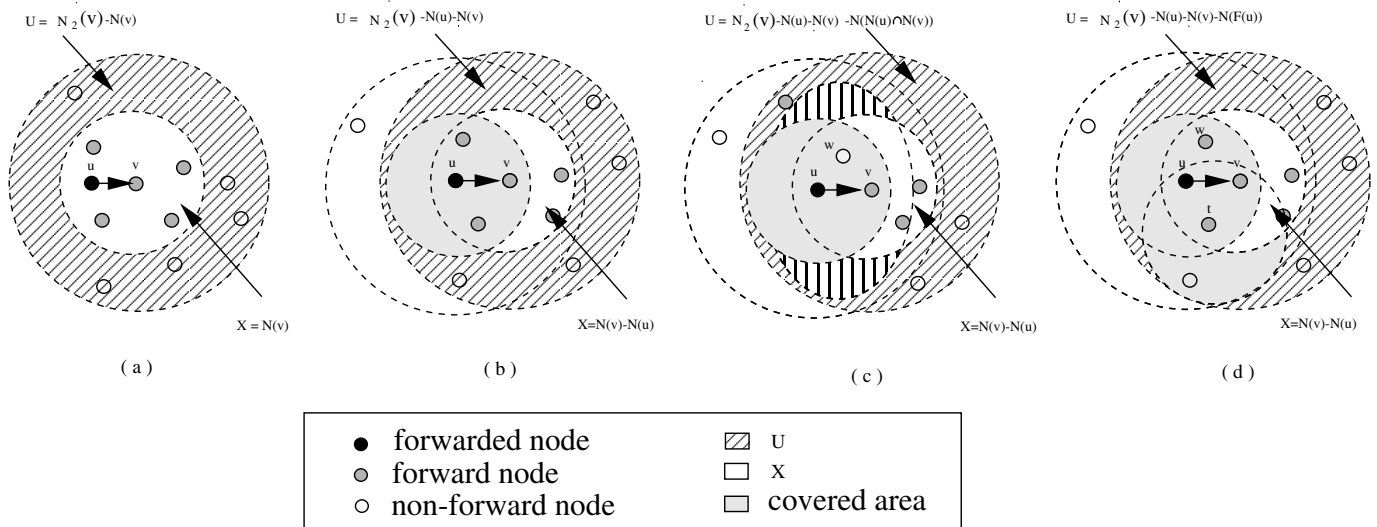 U = N₂(v) -N(v)
u
v
X = N(v)
( a )
U = N₂(v) -N(u)-N(v)
u
v
X=N(v)-N(u)
( b )
U = N₂(v) -N(u)-N(v) -N(N(u)∩N(v))
w
u
v
X=N(v)-N(u)
( c )
U = N₂(v) -N(u)-N(v)-N(F(u))
w
u
v
t
X=N(v)-N(u)
( d )
forwarded node
forward node
non-forward node
U
X
covered area